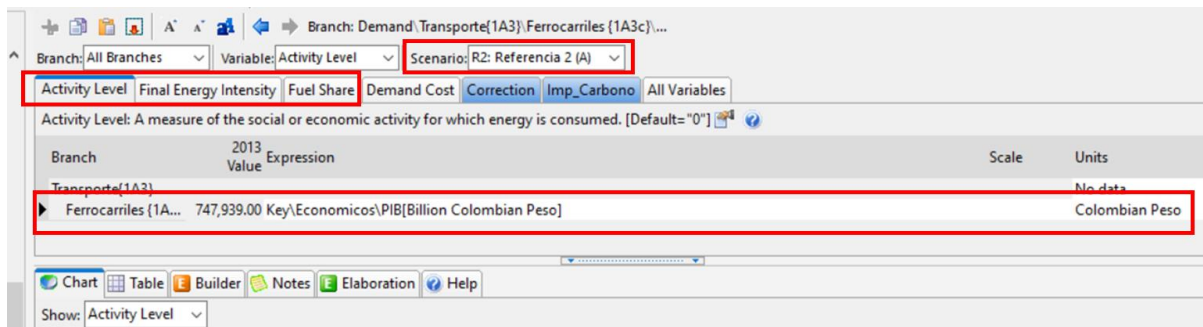 Branch: Demand\Transporte{1A3}\Ferrocarriles {1A3c}\...
Branch: All Branches Variable: Activity Level Scenario: R2: Referencia 2 (A)
Activity Level Final Energy Intensity Fuel Share Demand Cost Correction Imp_Carbono All Variables
Activity Level: A measure of the social or economic activity for which energy is consumed. [Default="0"]
Branch 2013 Value Expression Scale Units
Transporte{1A3} No data
Ferrocarriles {1A... 747,939.00 Key\Economicos\PIB[Billion Colombian Peso] Colombian Peso
Chart Table Builder Notes Elaboration Help
Show: Activity Level